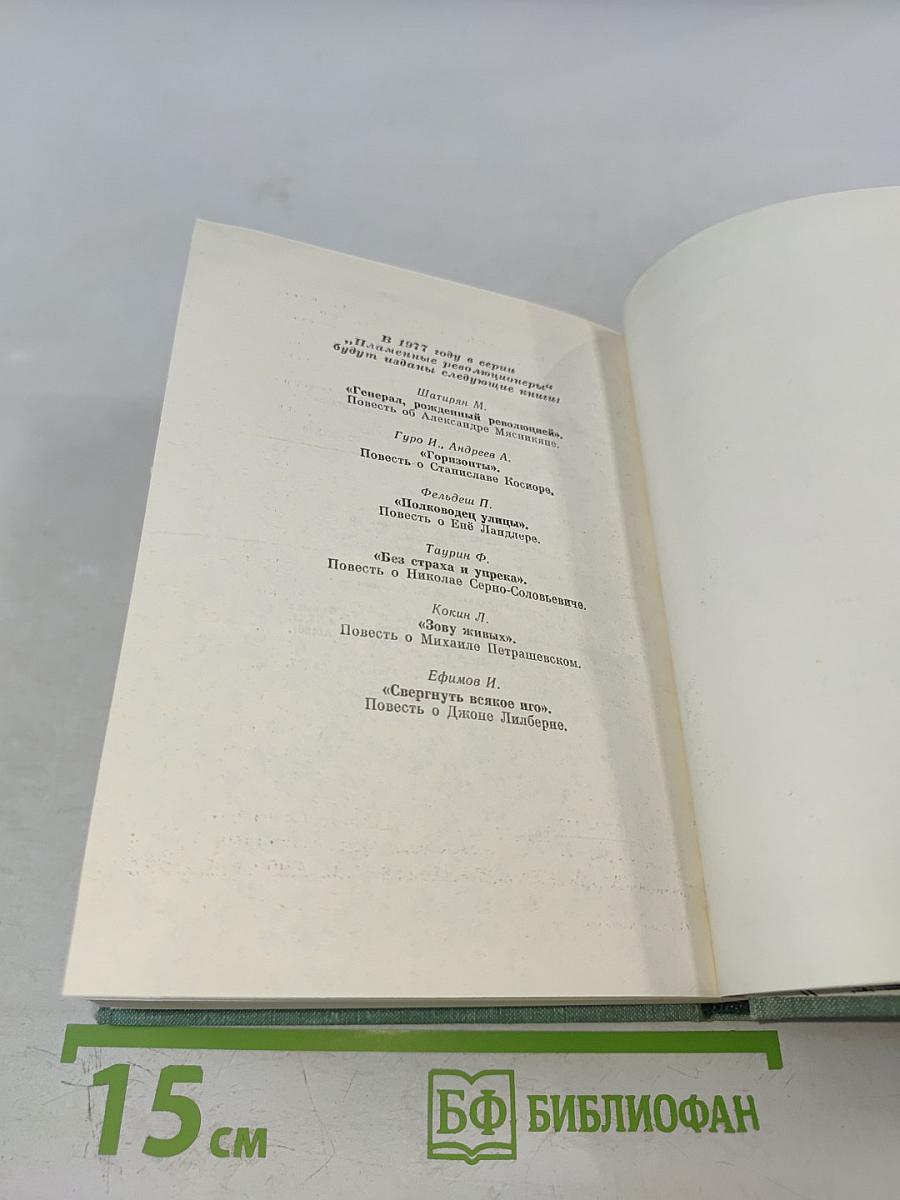 В 1977 году в серии
„Пламенные революционеры“
будут изданы следующие книги:
Шатирян М.
«Генерал, рожденный революцией».
Повесть об Александре Мясникяне.
Гуро И., Андреев А.
«Горизонты».
Повесть о Станиславе Косиоре.
Фельдеш П.
«Полководец улицы».
Повесть о Енё Ландлере.
Таурин Ф.
«Без страха и упрека».
Повесть о Николае Серно-Соловьевиче.
Кокин Л.
«Зову живых».
Повесть о Михаиле Петрашевском.
Ефимов И.
«Свергнуть всякое иго».
Повесть о Джоне Лилберне.
15 см
БФ БИБЛИОФАН